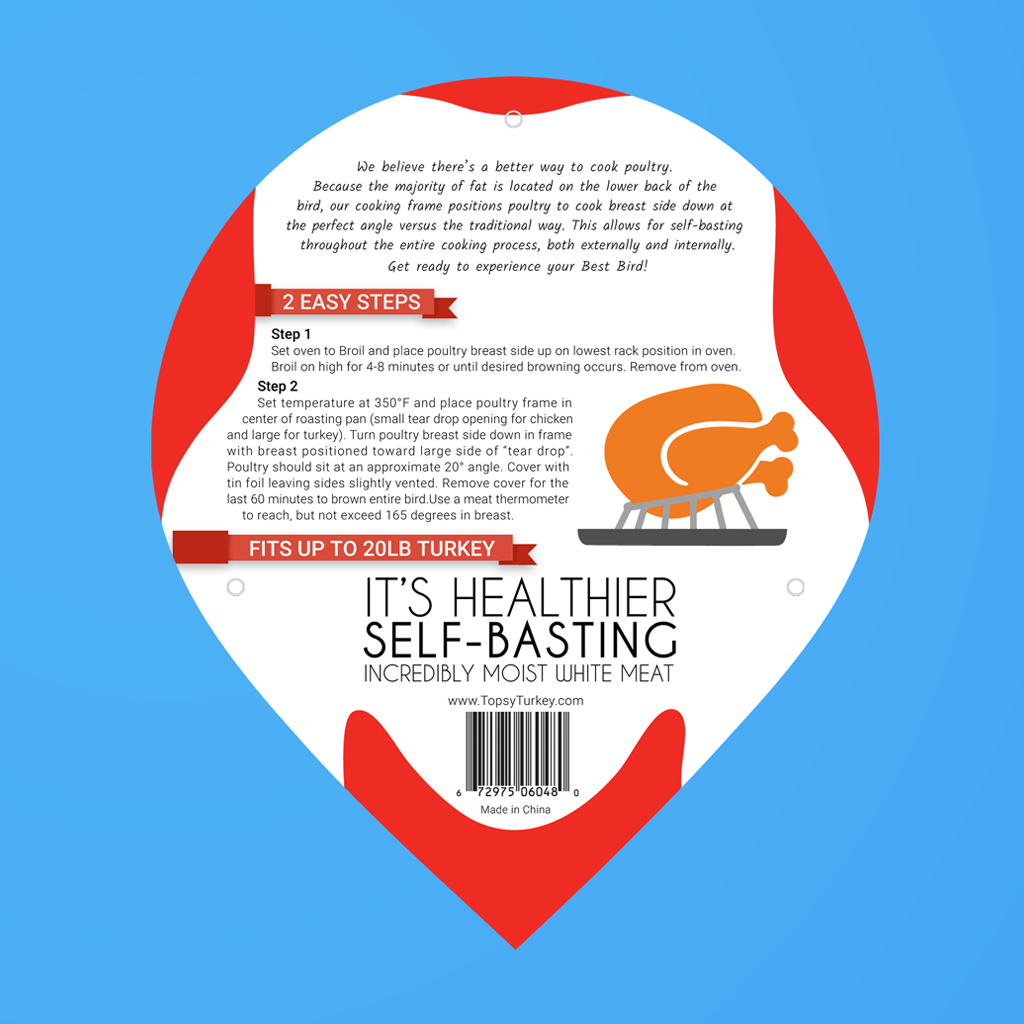 We believe there's a better way to cook poultry.
Because the majority of fat is located on the lower back of the
bird, our cooking frame positions poultry to cook breast side down at
the perfect angle versus the traditional way. This allows for self-basting
throughout the entire cooking process, both externally and internally.
Get ready to experience your Best Bird!
2 EASY STEPS
Step 1
Set oven to Broil and place poultry breast side up on lowest rack position in oven.
Broil on high for 4-8 minutes or until desired browning occurs. Remove from oven.
Step 2
Set temperature at 350°F and place poultry frame in
center of roasting pan (small tear drop opening for chicken
and large for turkey). Turn poultry breast side down in frame
with breast positioned toward large side of "tear drop".
Poultry should sit at an approximate 20° angle. Cover with
tin foil leaving sides slightly vented. Remove cover for the
last 60 minutes to brown entire bird.Use a meat thermometer
to reach, but not exceed 165 degrees in breast.
FITS UP TO 20LB TURKEY
IT'S HEALTHIER
SELF-BASTING
INCREDIBLY MOIST WHITE MEAT
www.TopsyTurkey.com
6 72975 06048 0
Made in China